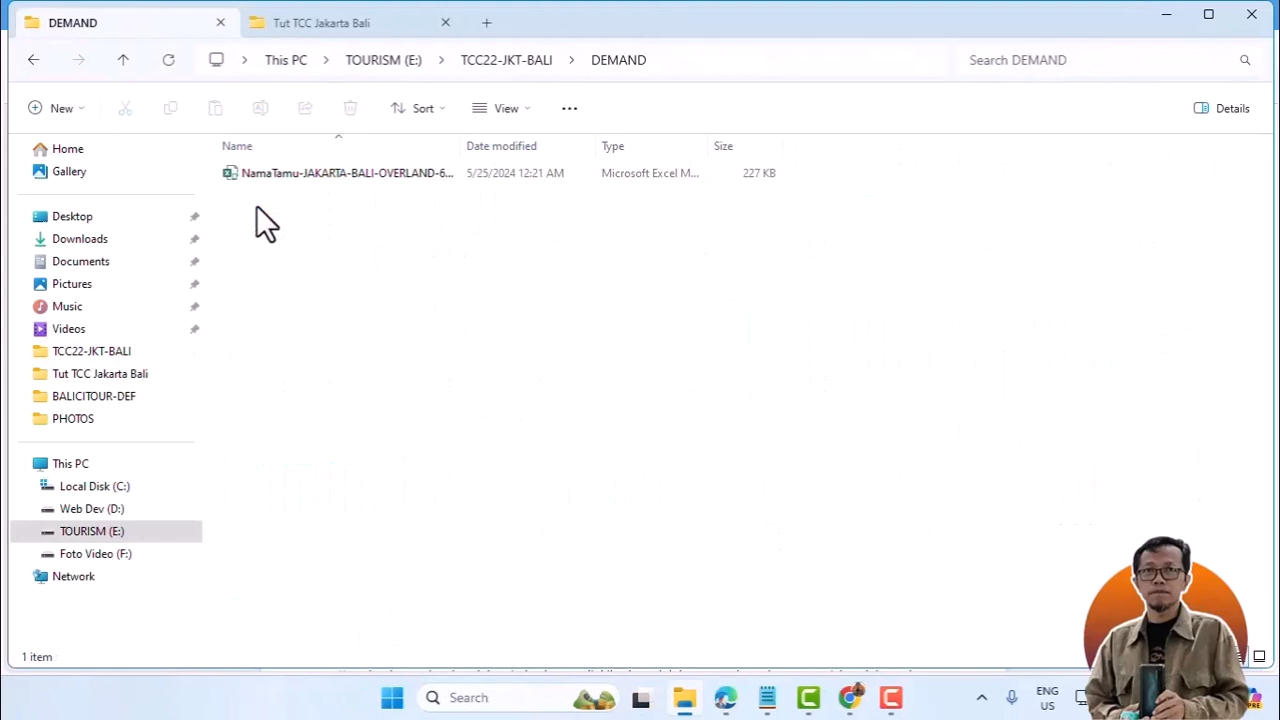 DEMAND
Tut TCC Jakarta Bali
This PC
TOURISM (E:)
TCC22-JKT-BALI
DEMAND
Search DEMAND
New
Sort
View
Details
Name
Date modified
Type
Size
NamaTamu-JAKARTA-BALI-OVERLAND-6...
5/25/2024 12:21 AM
Microsoft Excel M...
227 KB
Home
Gallery
Desktop
Downloads
Documents
Pictures
Music
Videos
TCC22-JKT-BALI
Tut TCC Jakarta Bali
BALICITOUR-DEF
PHOTOS
This PC
Local Disk (C:)
Web Dev (D:)
TOURISM (E:)
Foto Video (F:)
Network
1 item
Search
ENG
US
PRE